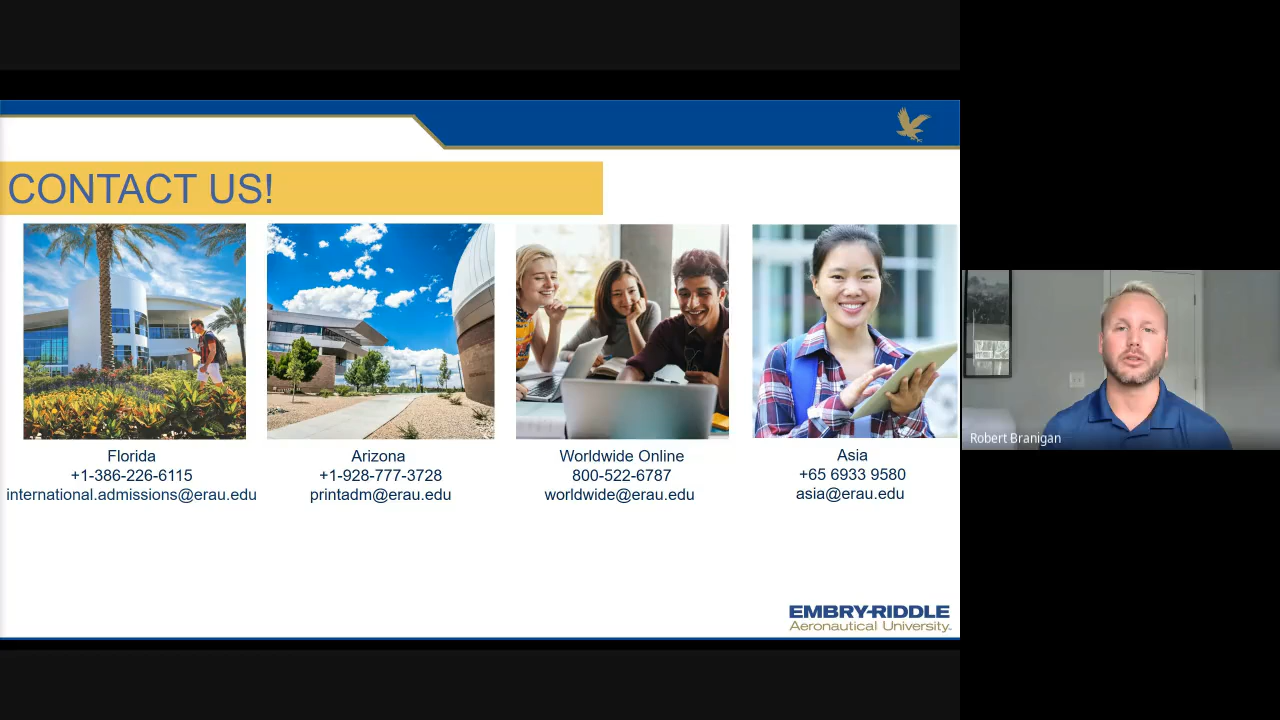 CONTACT US!
Florida
+1-386-226-6115
international.admissions@erau.edu
Arizona
+1-928-777-3728
printadm@erau.edu
Worldwide Online
800-522-6787
worldwide@erau.edu
Asia
+65 6933 9580
asia@erau.edu
EMBRY-RIDDLE
Aeronautical University.
Robert Branigan